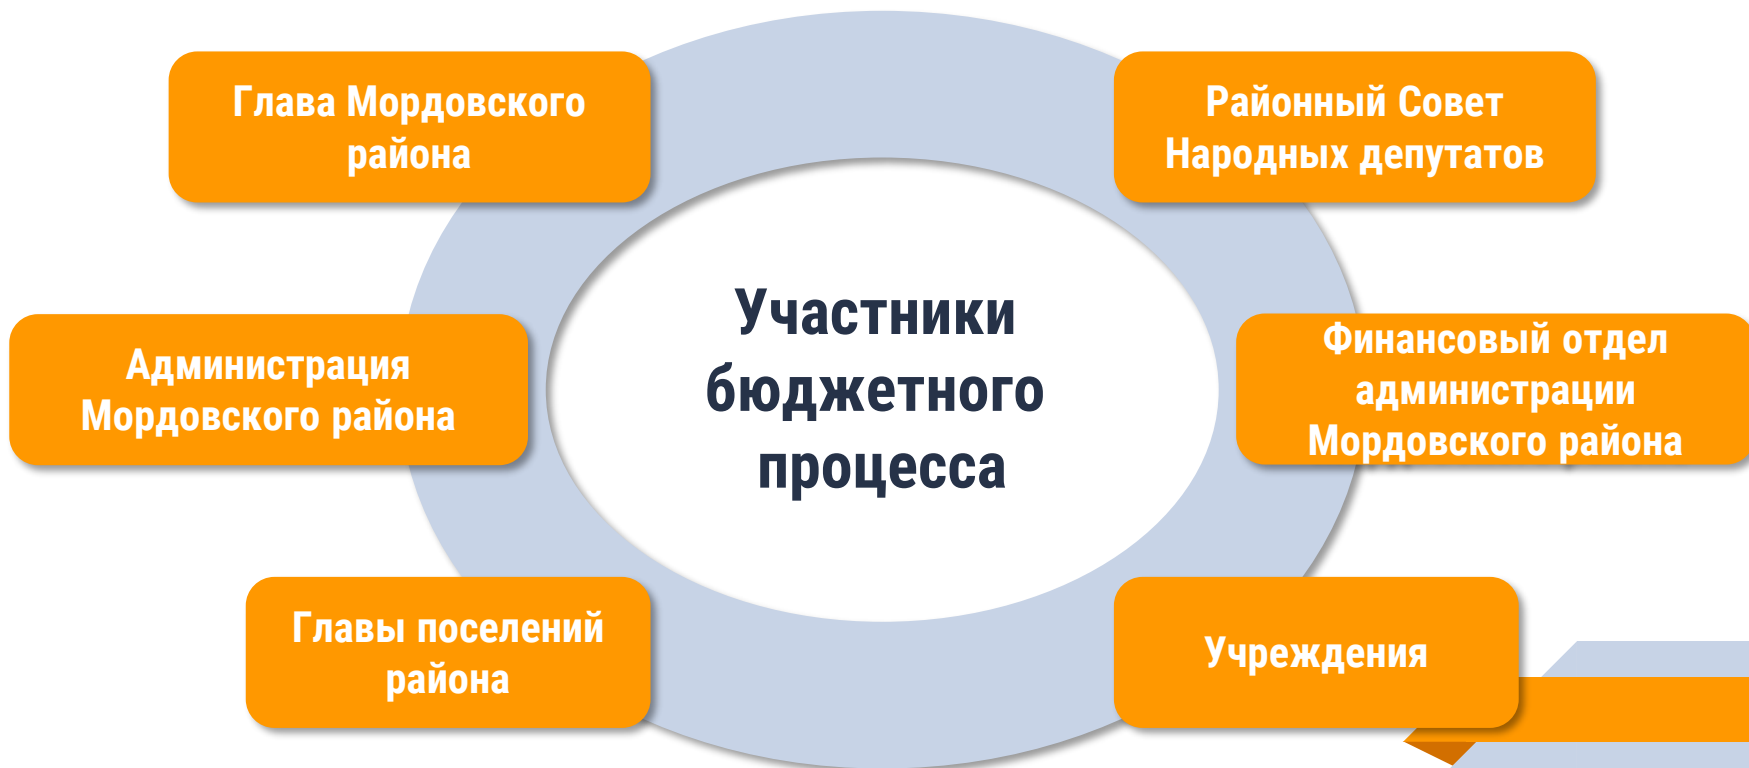 Глава Мордовского
района
Районный Совет
Народных депутатов
Участники
бюджетного
процесса
Администрация
Мордовского района
Финансовый отдел
администрации
Мордовского района
Главы поселений
района
Учреждения